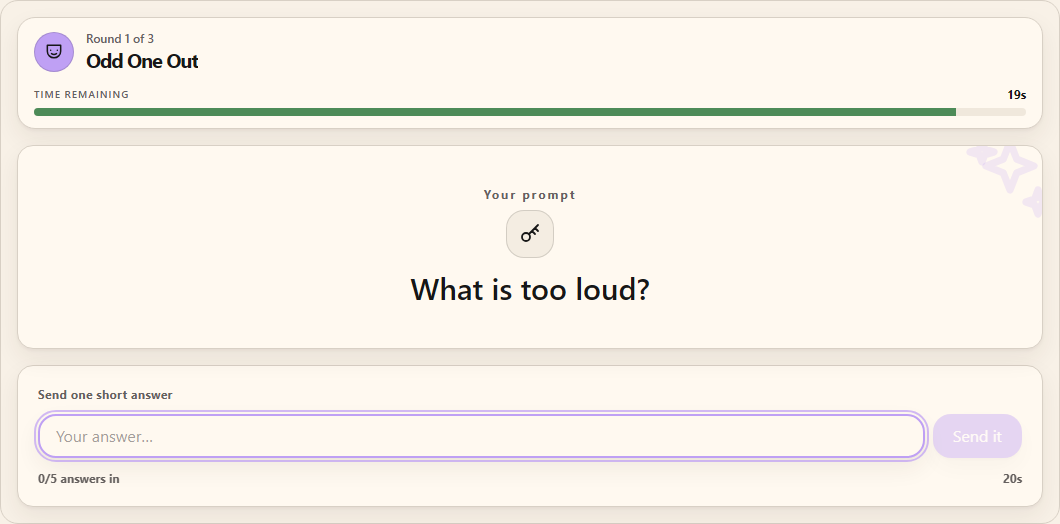 Round 1 of 3
Odd One Out
TIME REMAINING
19s
Your prompt
What is too loud?
Send one short answer
Your answer...
Send it
0/5 answers in
20s